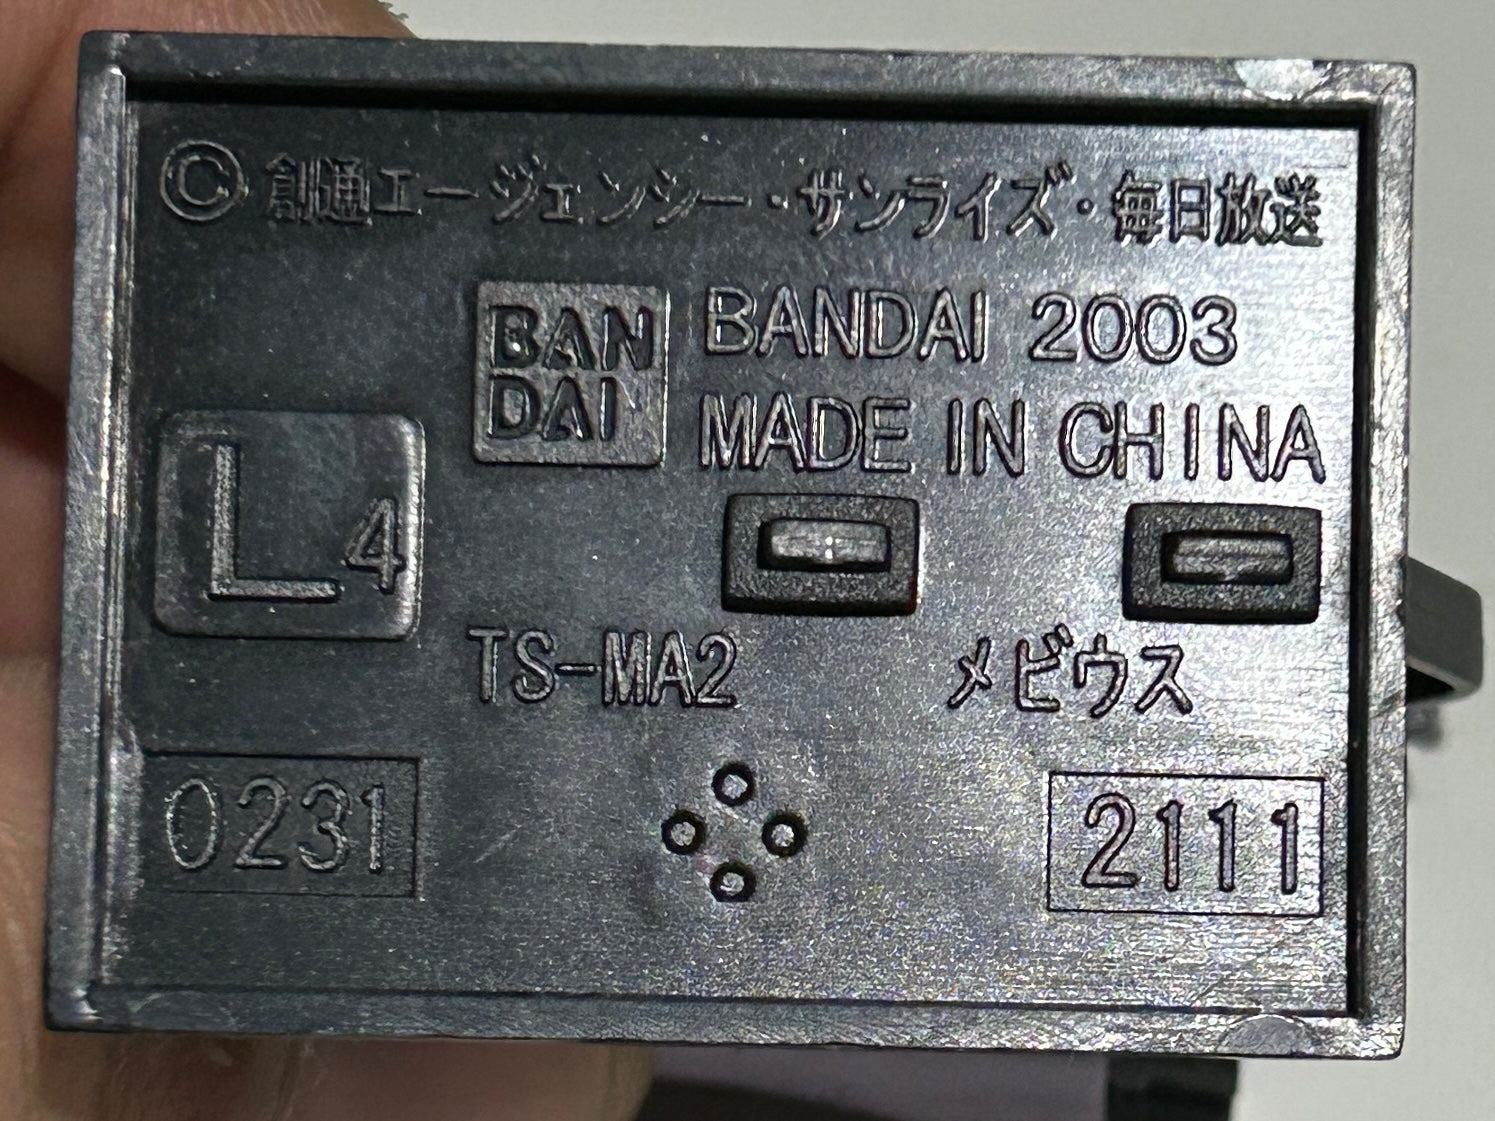 ©創通エージェンシー・サンライズ・毎日放送
BAN
DAI
BANDAI 2003
MADE IN CHINA
L4
TS-MA2 メビウス
0231
2111